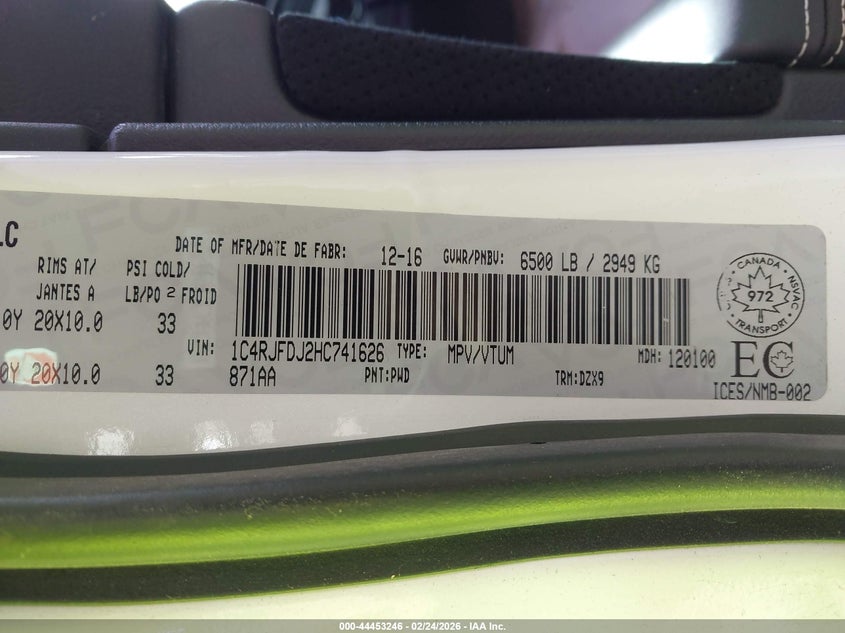 LC
DATE OF MFR/DATE DE FABR: 12-16 GVWR/PNBV: 6500 LB / 2949 KG
RIMS AT/ PSI COLD/
JANTES A LB/PO 2 FROID
0Y 20X10.0 33
VIN: 1C4RJFDJ2HC741626 TYPE: MPV/VTUM MDH: 120100
0Y 20X10.0 33 871AA PNT:PWD TRM:DZX9
CANADA NSVAC
972
TRANSPORT
EC
ICES/NMB-002
000-44453246 - 02/24/2026 - IAA Inc.